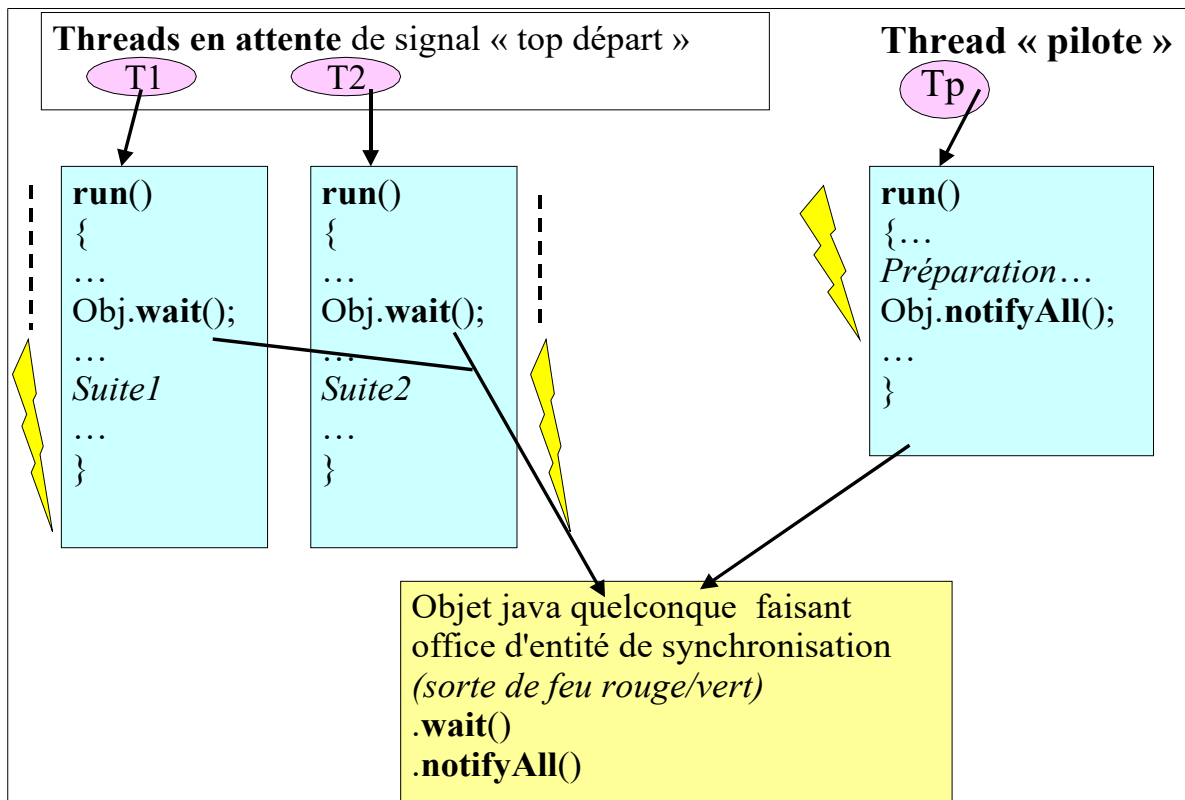 Threads en attente de signal « top départ »
T1
T2
Thread « pilote »
Tp
run()
{
…
Obj.wait();
…
Suite1
…
}
run()
{
…
Obj.wait();
…
Suite2
…
}
run()
{…
Préparation…
Obj.notifyAll();
…
}
Objet java quelconque faisant
office d'entité de synchronisation
(sorte de feu rouge/vert)
.wait()
.notifyAll()